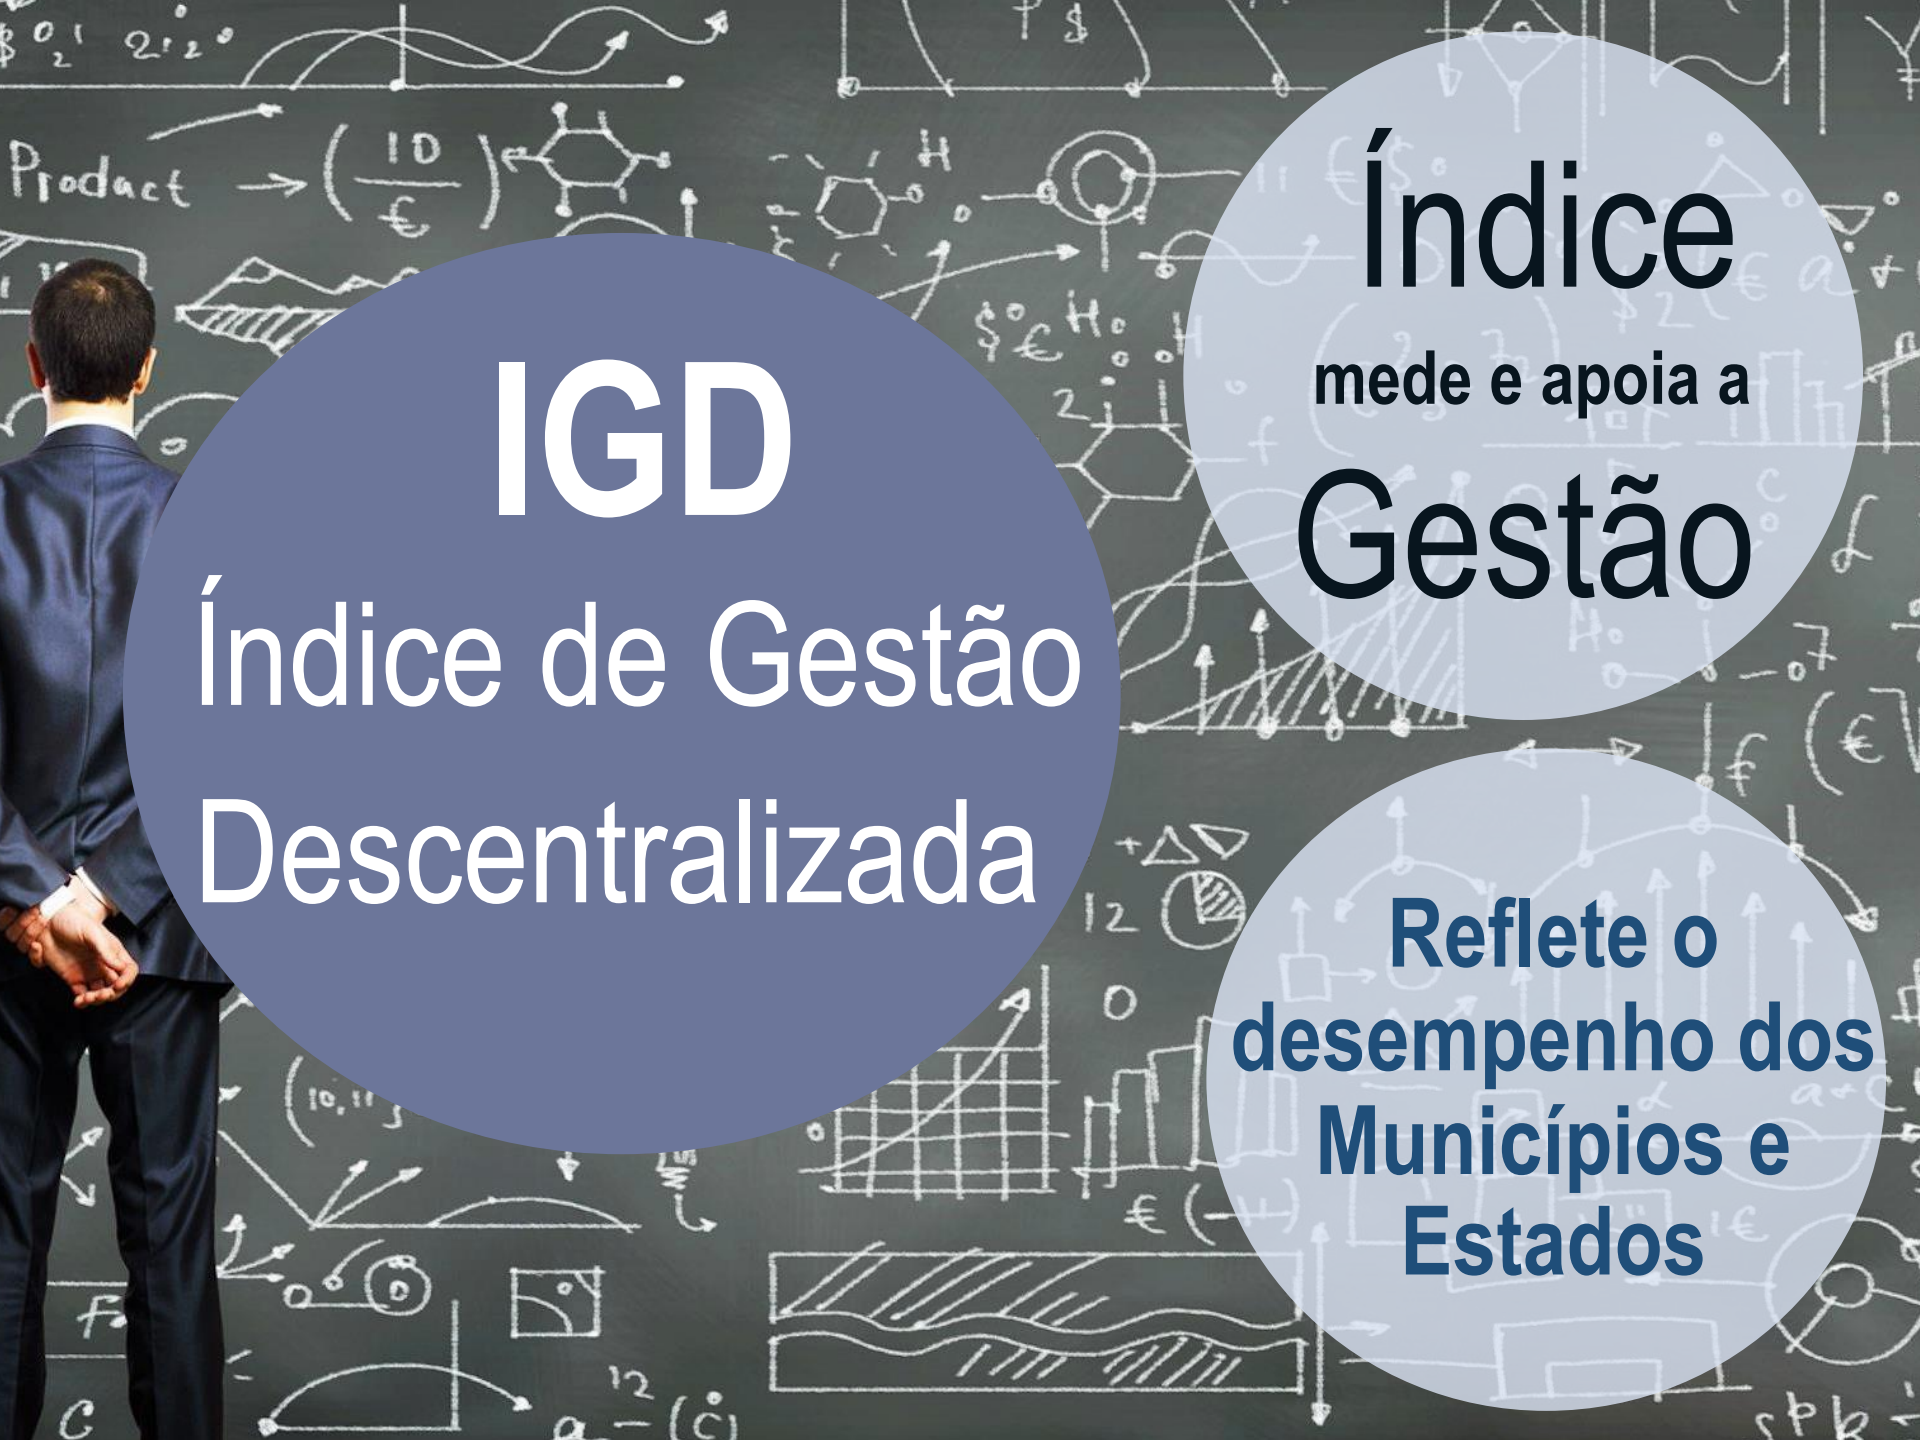 IGD
Índice de Gestão
Descentralizada
Índice
mede e apoia a
Gestão
Reflete o
desempenho dos
Municípios e
Estados
Product